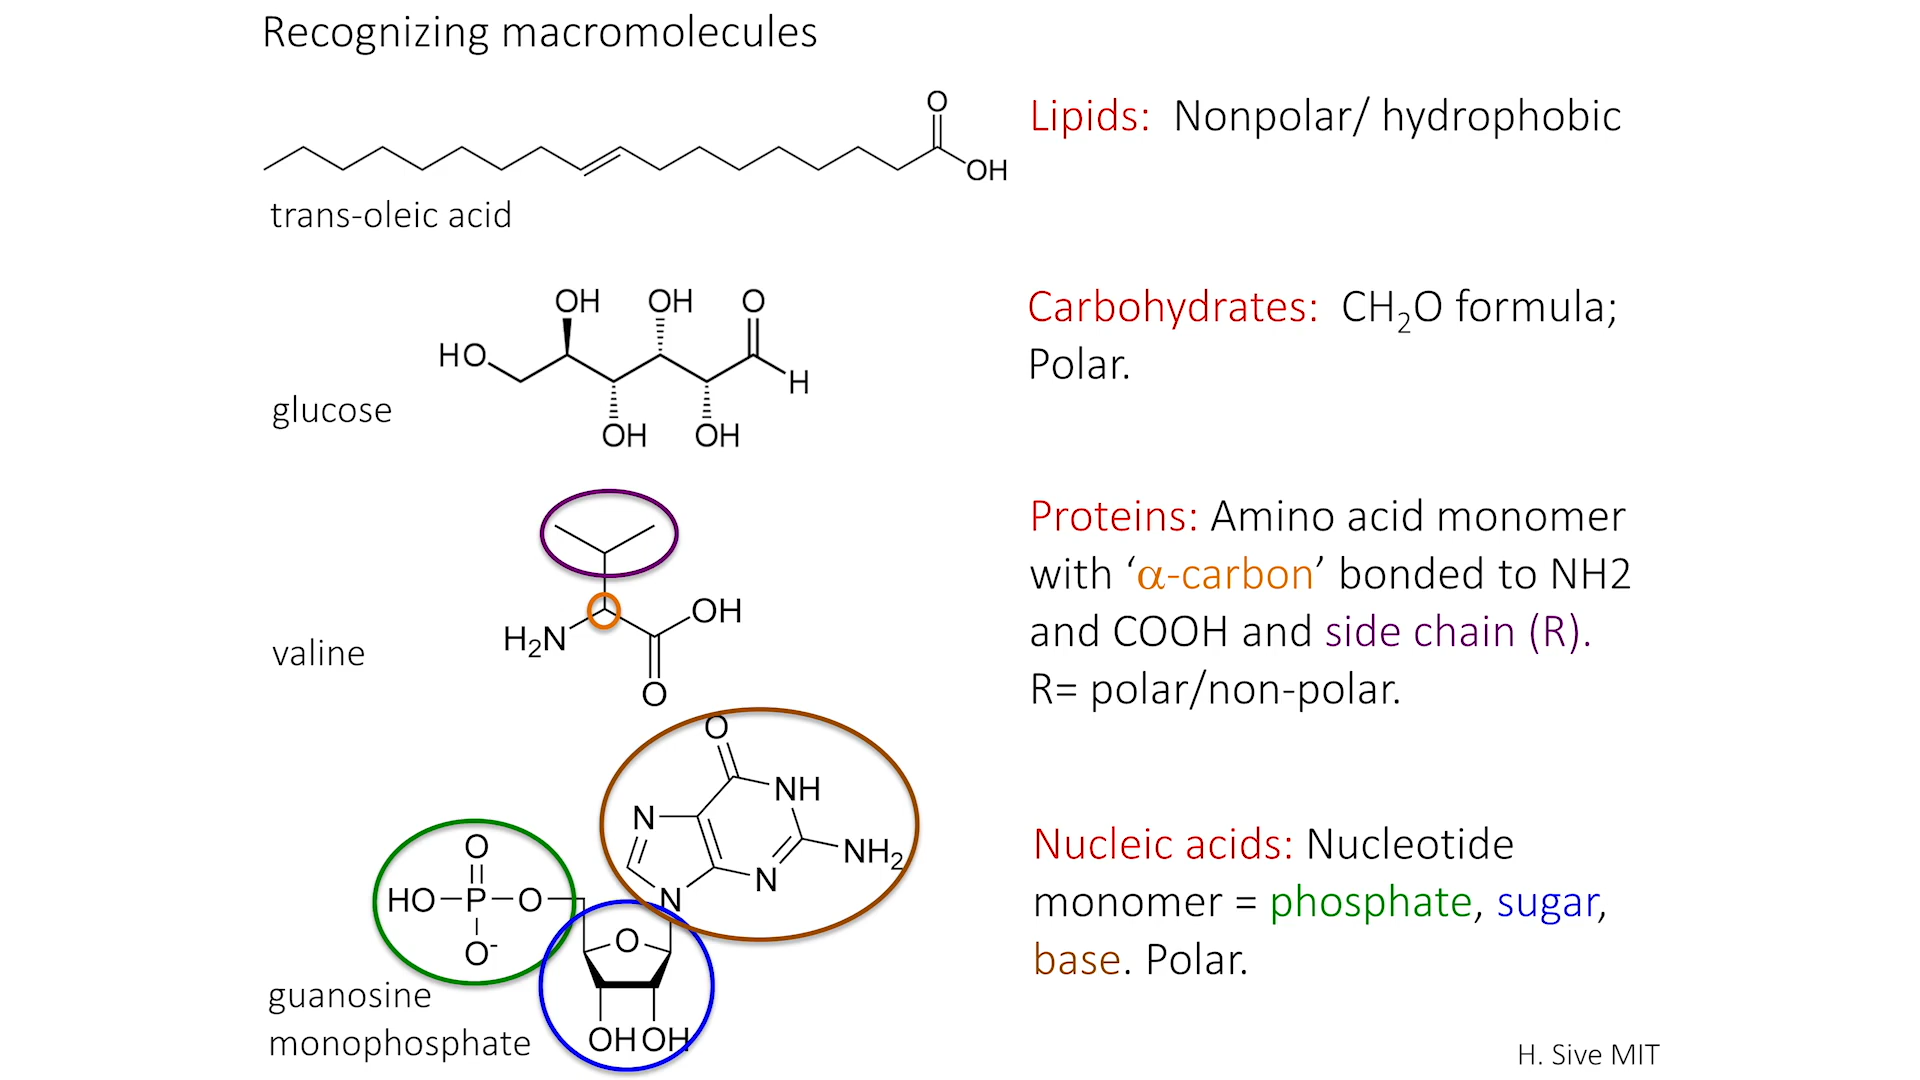 Recognizing macromolecules
O
OH
Lipids: Nonpolar/ hydrophobic
trans-oleic acid
OH OH O
HO
H
OH OH
glucose
Carbohydrates: CH₂O formula;
Polar.
OH
H₂N
O
valine
Proteins: Amino acid monomer
with ‘α-carbon’ bonded to NH2
and COOH and side chain (R).
R= polar/non-polar.
O
NH
N
NH₂
N
N
O
HO–P–O
O⁻
O
OH OH
guanosine
monophosphate
Nucleic acids: Nucleotide
monomer = phosphate, sugar,
base. Polar.
H. Sive MIT